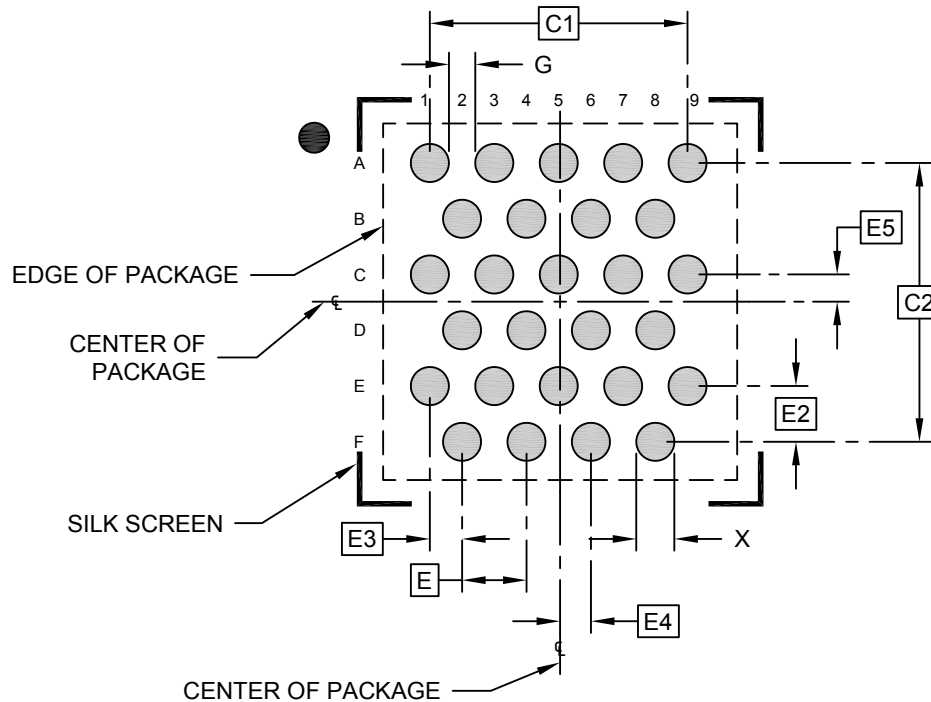 C1
G
1 2 3 4 5 6 7 8 9
A
B
E5
EDGE OF PACKAGE
C
C2
℄
D
CENTER OF
PACKAGE
E
E2
F
SILK SCREEN
E3
X
E
E4
℄
CENTER OF PACKAGE